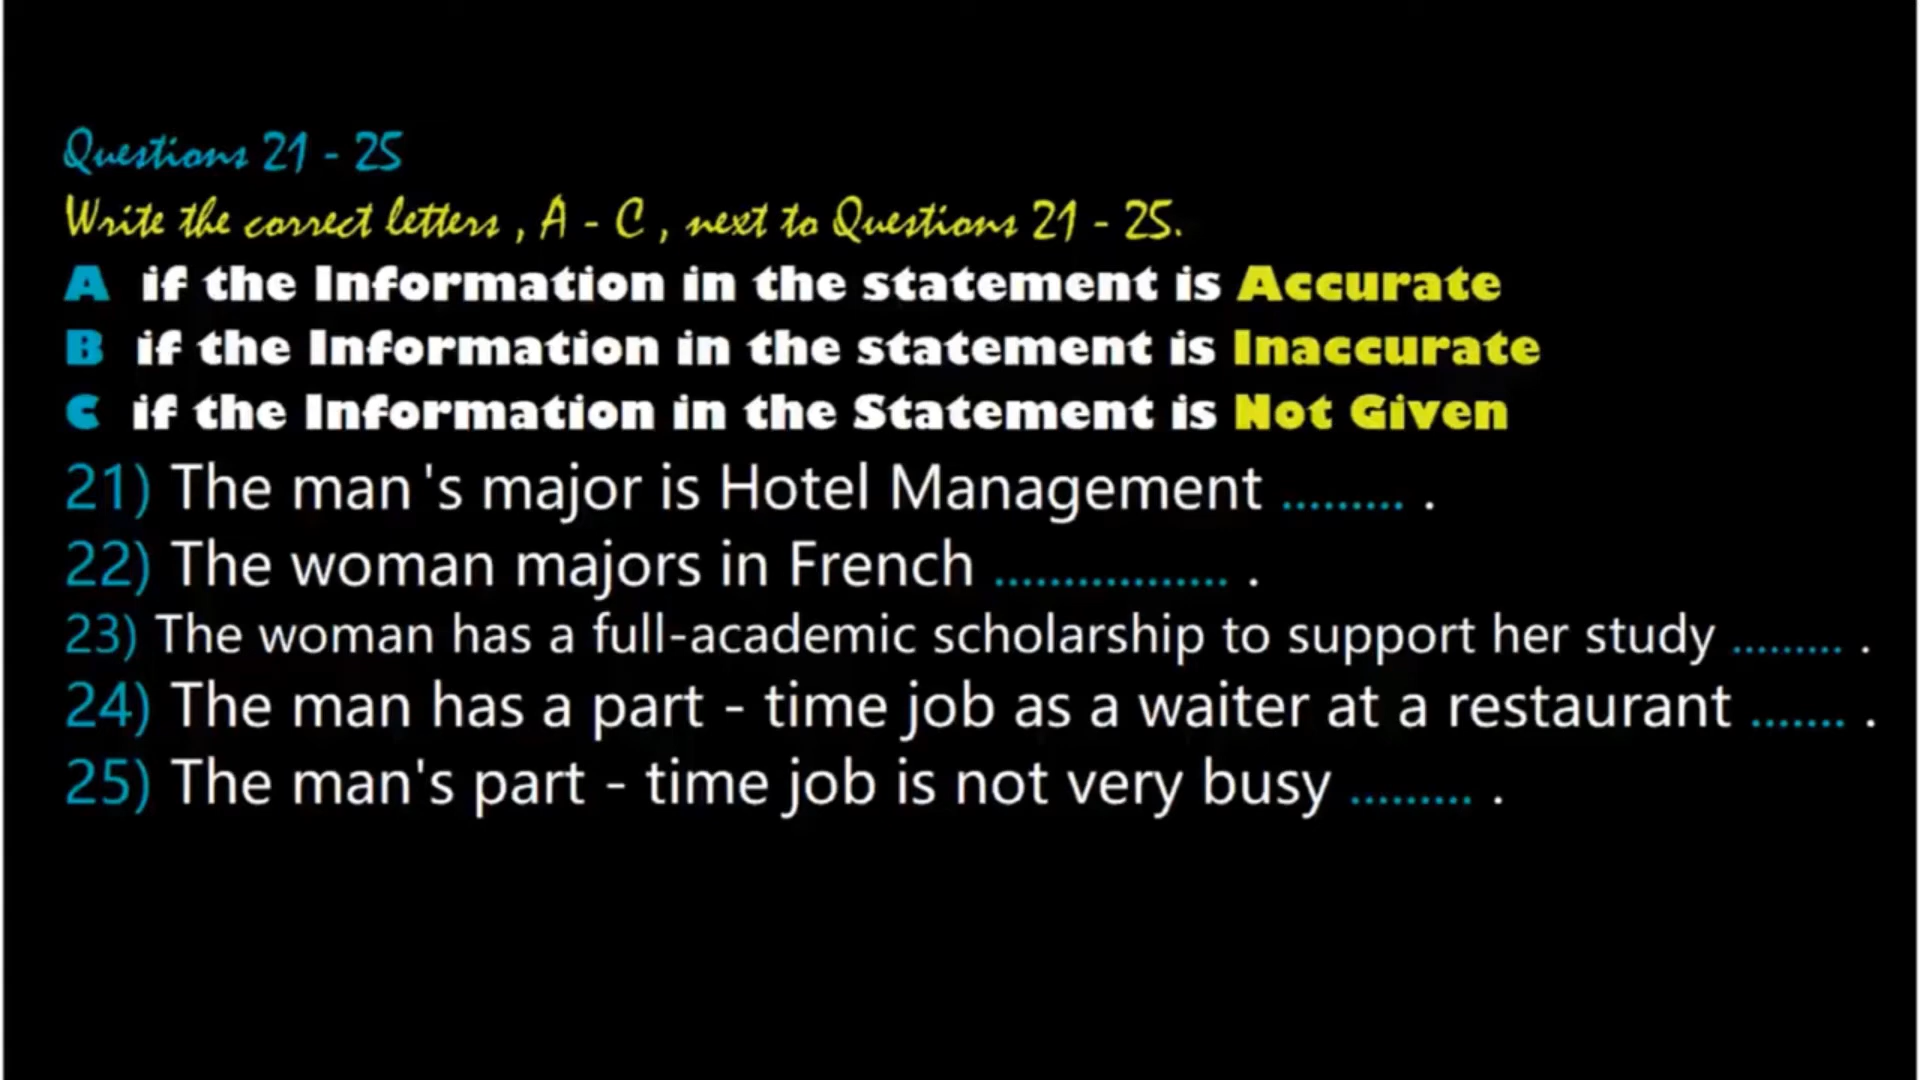 Questions 21 - 25
Write the correct letters , A - C , next to Questions 21 - 25.
A if the Information in the statement is Accurate
B if the Information in the statement is Inaccurate
C if the Information in the Statement is Not Given
21) The man 's major is Hotel Management ......... .
22) The woman majors in French ................. .
23) The woman has a full-academic scholarship to support her study ......... .
24) The man has a part - time job as a waiter at a restaurant ....... .
25) The man's part - time job is not very busy ......... .